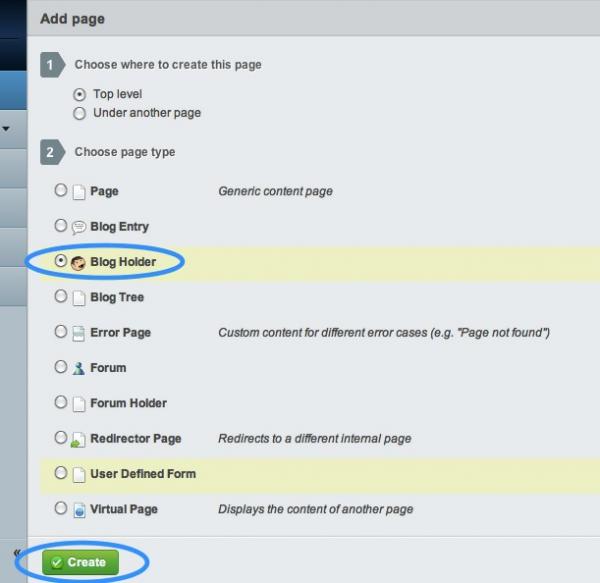 Add page
1 Choose where to create this page
Top level
Under another page
2 Choose page type
Page Generic content page
Blog Entry
Blog Holder
Blog Tree
Error Page Custom content for different error cases (e.g. "Page not found")
Forum
Forum Holder
Redirector Page Redirects to a different internal page
User Defined Form
Virtual Page Displays the content of another page
«
Create